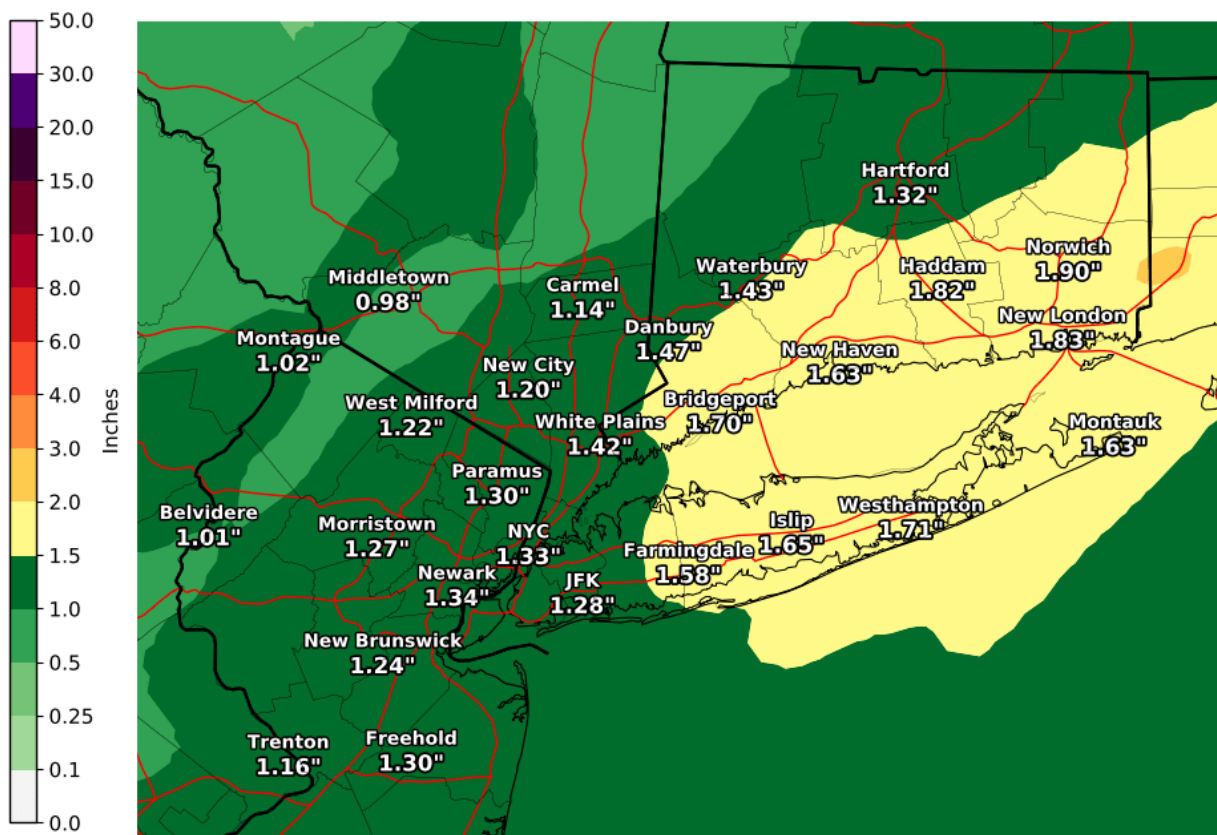 50.0
30.0
20.0
15.0
10.0
8.0
6.0
4.0
3.0
2.0
1.5
1.0
0.5
0.25
0.1
0.0
Inches
Hartford
1.32"
Norwich
1.90"
Waterbury
1.43"
Haddam
1.82"
Middletown
0.98"
Carmel
1.14"
New London
1.83"
Danbury
1.47"
Montague
1.02"
New Haven
1.63"
New City
1.20"
Bridgeport
1.70"
West Milford
1.22"
White Plains
1.42"
Montauk
1.63"
Paramus
1.30"
Westhampton
1.71"
Belvidere
1.01"
Islip
1.65"
Morristown
1.27"
NYC
1.33"
Farmingdale
1.58"
Newark
1.34"
JFK
1.28"
New Brunswick
1.24"
Freehold
1.30"
Trenton
1.16"